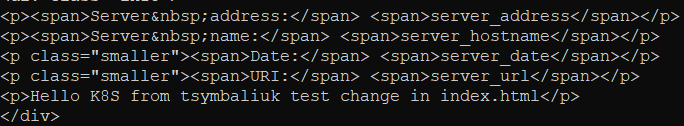 <p><span>Server&nbsp;address:</span> <span>server_address</span></p>
<p><span>Server&nbsp;name:</span> <span>server_hostname</span></p>
<p class="smaller"><span>Date:</span> <span>server_date</span></p>
<p class="smaller"><span>URI:</span> <span>server_url</span></p>
<p>Hello K8S from tsymbaliuk test change in index.html</p>
</div>